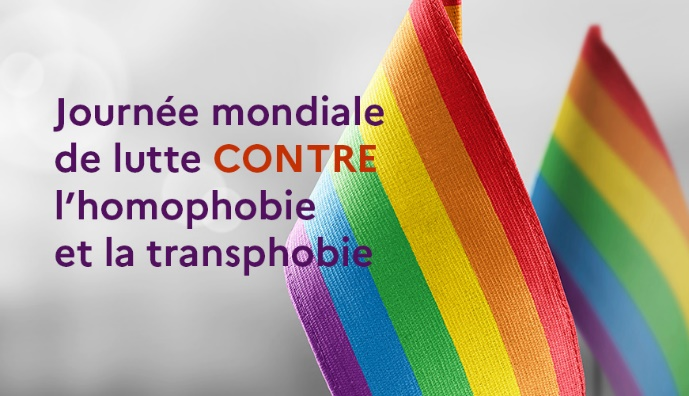 Journée mondiale
de lutte CONTRE
l’homophobie
et la transphobie